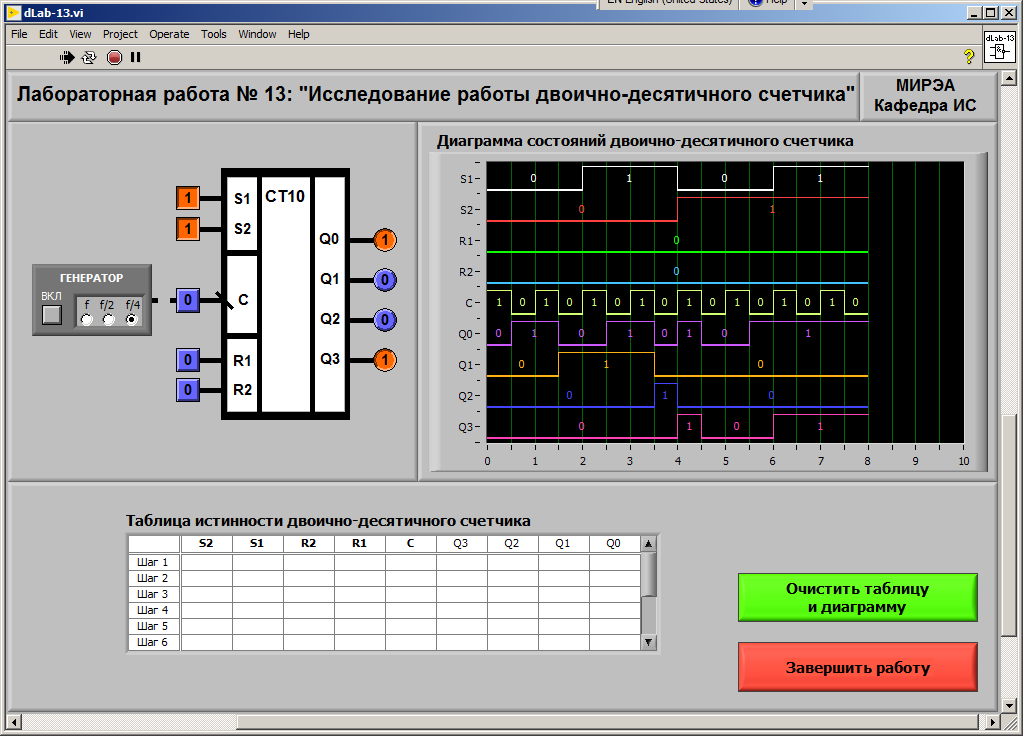 EN English (United States) Help
dLab-13.vi
File Edit View Project Operate Tools Window Help
dLab-13
?
Лабораторная работа № 13: "Исследование работы двоично-десятичного счетчика"
МИРЭА
Кафедра ИС
1 S1 CT10
1 S2
Q0 1
Q1 0
Q2 0
Q3 1
ГЕНЕРАТОР
ВКЛ f f/2 f/4
0 C
0 R1
0 R2
Диаграмма состояний двоично-десятичного счетчика
S1 0 1 0 1
S2 0 1
R1 0
R2 0
C 1 0 1 0 1 0 1 0 1 0 1 0 1 0 1 0
Q0 0 1 0 1 0 1 0 1
Q1 0 1 0
Q2 0 1 0
Q3 0 1 0 1
0 1 2 3 4 5 6 7 8 9 10
Таблица истинности двоично-десятичного счетчика
S2 S1 R2 R1 C Q3 Q2 Q1 Q0
Шаг 1
Шаг 2
Шаг 3
Шаг 4
Шаг 5
Шаг 6
Очистить таблицу
и диаграмму
Завершить работу